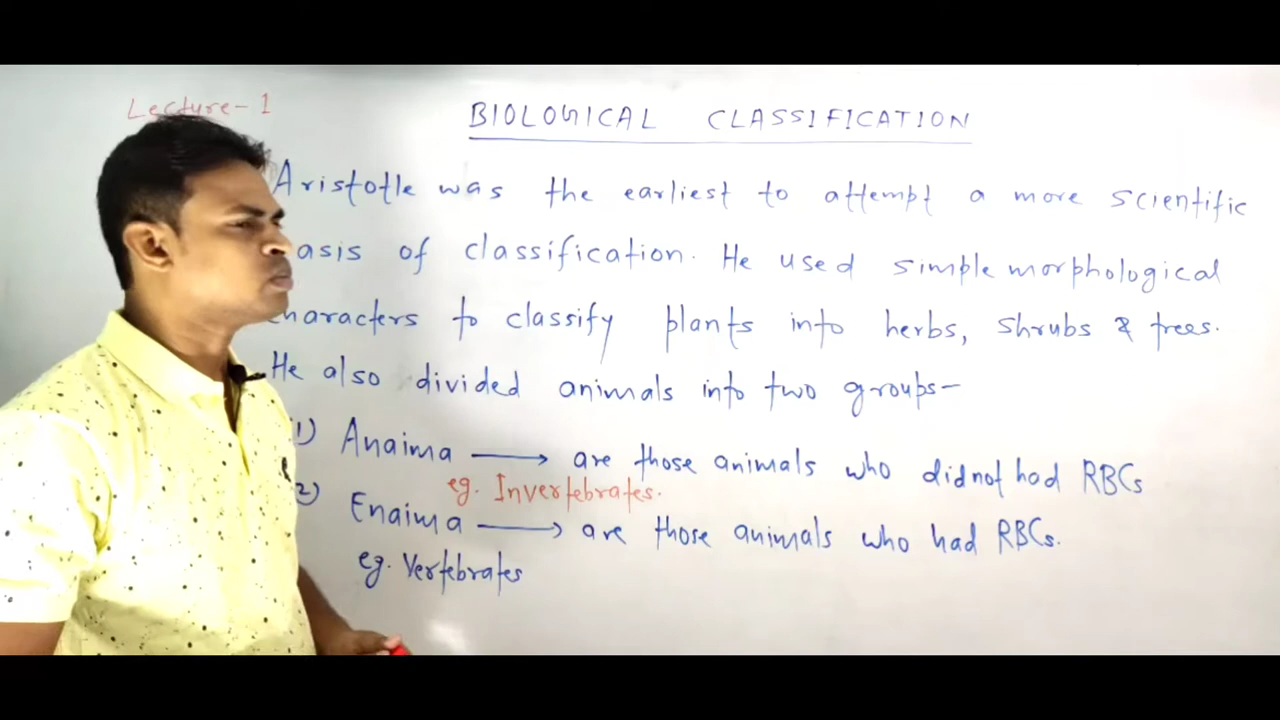 Lecture-1
BIOLOGICAL CLASSIFICATION
Aristotle was the earliest to attempt a more scientific
asis of classification. He used simple morphological
characters to classify plants into herbs, shrubs & trees.
He also divided animals into two groups-
1) Anaima → are those animals who didnot had RBCs
eg. Invertebrates.
2) Enaima → are those animals who had RBCs.
eg. Vertebrates